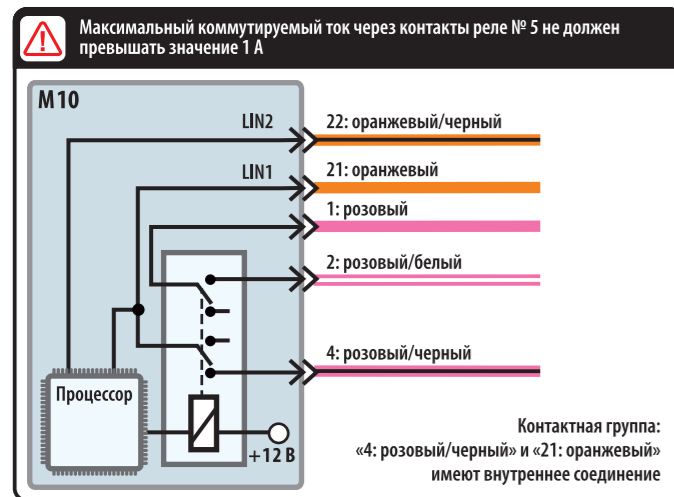 Максимальный коммутируемый ток через контакты реле № 5 не должен
превышать значение 1 А
М10
LIN2
22: оранжевый/черный
LIN1
21: оранжевый
1: розовый
2: розовый/белый
4: розовый/черный
Процессор
+12 В
Контактная группа:
«4: розовый/черный» и «21: оранжевый»
имеют внутреннее соединение